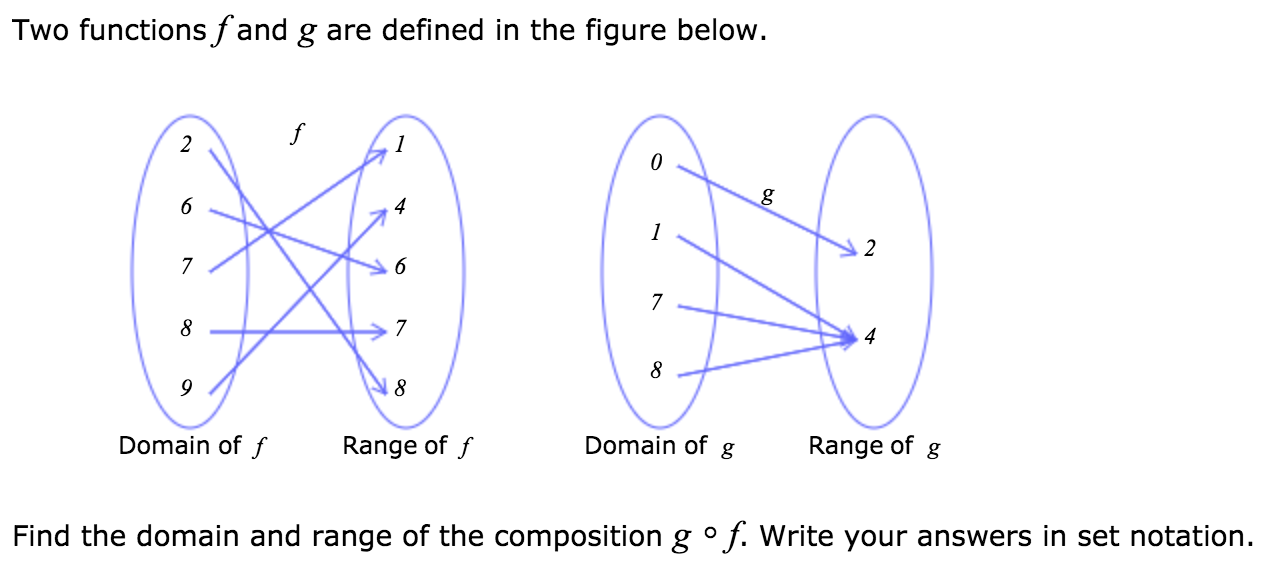 Two functions f and g are defined in the figure below.
f
g
2
6
7
8
9
1
4
6
7
8
0
1
7
8
2
4
Domain of f
Range of f
Domain of g
Range of g
Find the domain and range of the composition g ∘ f. Write your answers in set notation.